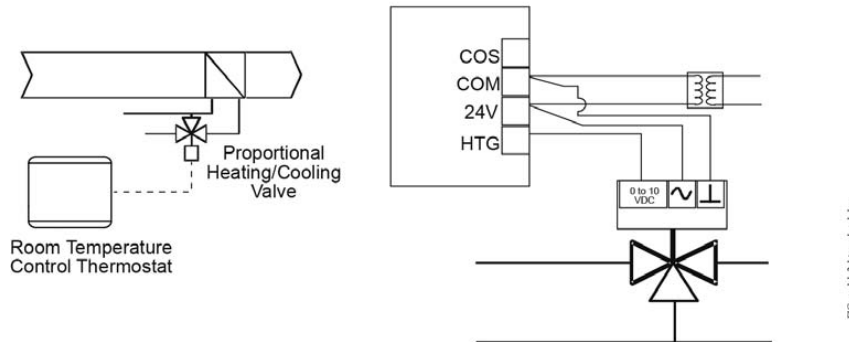 Proportional
Heating/Cooling
Valve
Room Temperature
Control Thermostat
COS
COM
24V
HTG
0 to 10
VDC